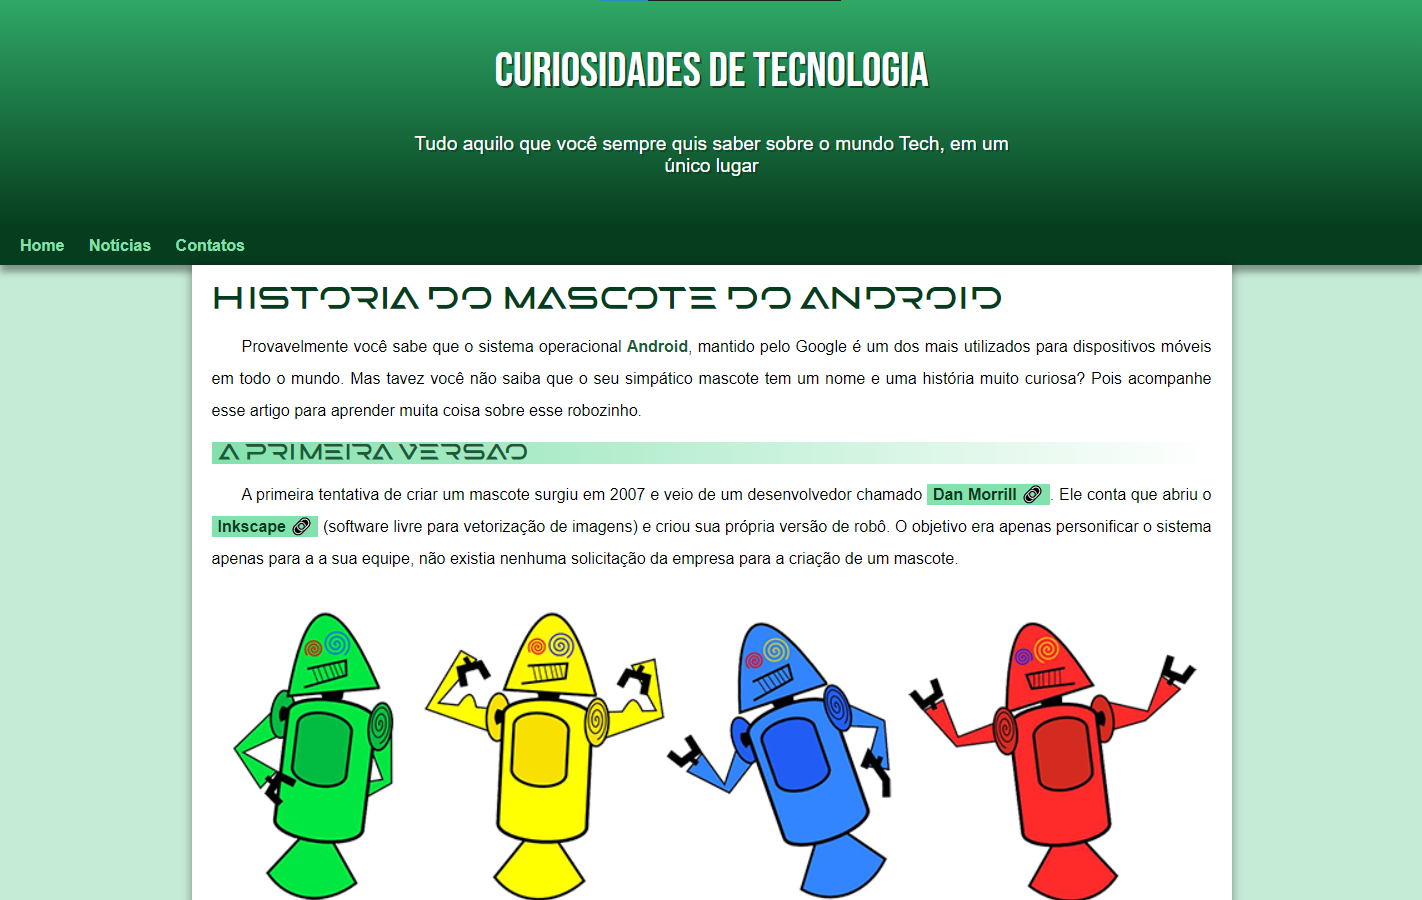 CURIOSIDADES DE TECNOLOGIA
Tudo aquilo que você sempre quis saber sobre o mundo Tech, em um
único lugar
Home Notícias Contatos
HISTORIA DO MASCOTE DO ANDROID
Provavelmente você sabe que o sistema operacional Android, mantido pelo Google é um dos mais utilizados para dispositivos móveis
em todo o mundo. Mas tavez você não saiba que o seu simpático mascote tem um nome e uma história muito curiosa? Pois acompanhe
esse artigo para aprender muita coisa sobre esse robozinho.
A PRIMEIRA VERSAO
A primeira tentativa de criar um mascote surgiu em 2007 e veio de um desenvolvedor chamado Dan Morrill . Ele conta que abriu o
Inkscape (software livre para vetorização de imagens) e criou sua própria versão de robô. O objetivo era apenas personificar o sistema
apenas para a a sua equipe, não existia nenhuma solicitação da empresa para a criação de um mascote.